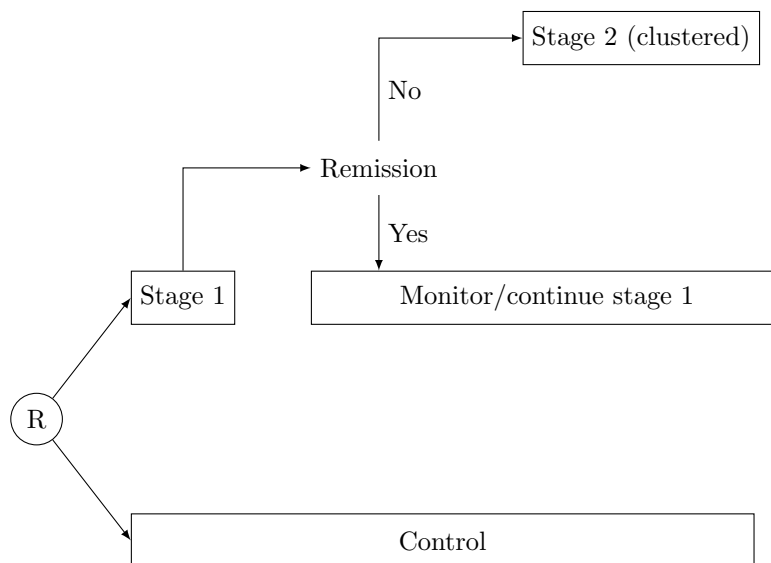 Stage 2 (clustered)
No
Remission
Yes
Stage 1
Monitor/continue stage 1
R
Control